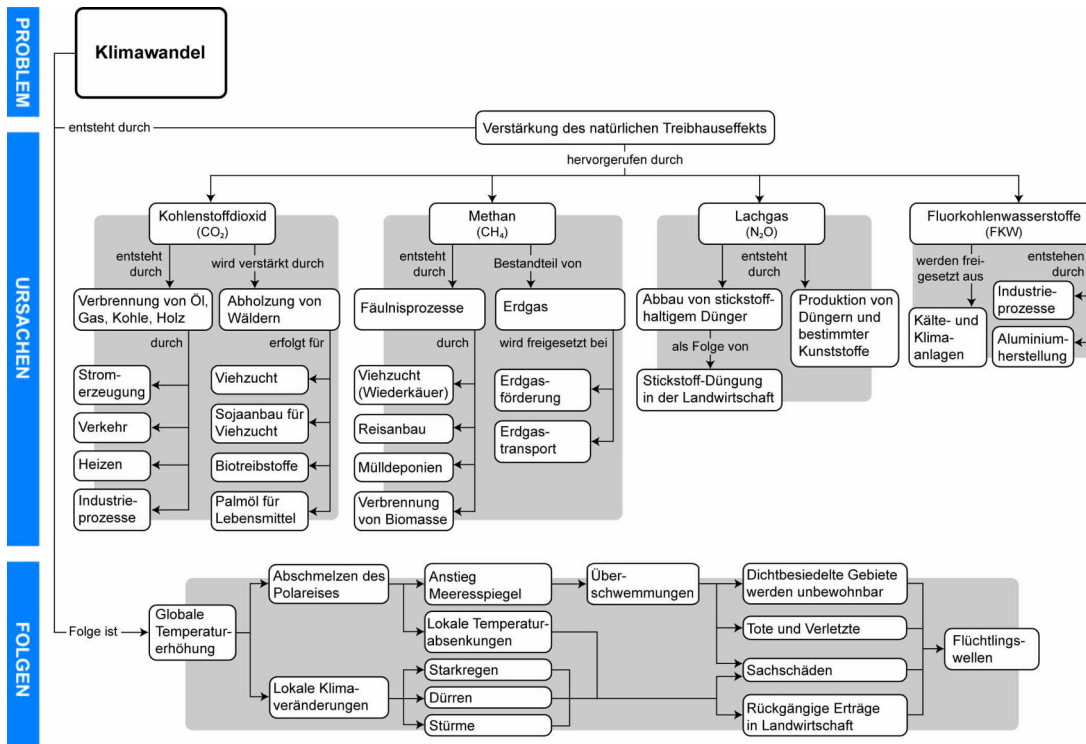 PROBLEM
Klimawandel
URSACHEN
entsteht durch
Verstärkung des natürlichen Treibhauseffekts
hervorgerufen durch
Kohlenstoffdioxid
(CO₂)
entsteht
durch
wird verstärkt durch
Verbrennung von Öl,
Gas, Kohle, Holz
Abholzung von
Wäldern
durch
erfolgt für
Strom-
erzeugung
Verkehr
Heizen
Industrie-
prozesse
Viehzucht
Sojaanbau für
Viehzucht
Biotreibstoffe
Palmöl für
Lebensmittel
Methan
(CH₄)
entsteht
durch
Bestandteil von
Fäulnisprozesse
Erdgas
durch
wird freigesetzt bei
Viehzucht
(Wiederkäuer)
Reisanbau
Mülldeponien
Verbrennung
von Biomasse
Erdgas-
förderung
Erdgas-
transport
Lachgas
(N₂O)
entsteht
durch
Abbau von stickstoff-
haltigem Dünger
Produktion von
Düngern und
bestimmter
Kunststoffe
als Folge von
Stickstoff-Düngung
in der Landwirtschaft
Fluorkohlenwasserstoffe
(FKW)
werden frei-
gesetzt aus
entstehen
durch
Kälte- und
Klima-
anlagen
Industrie-
prozesse
Aluminium-
herstellung
FOLGEN
Folge ist
Globale
Temperatur-
erhöhung
Abschmelzen des
Polareises
Lokale Klima-
veränderungen
Anstieg
Meeresspiegel
Lokale Temperatur-
absenkungen
Starkregen
Dürren
Stürme
Über-
schwemmungen
Dichtbesiedelte Gebiete
werden unbewohnbar
Tote und Verletzte
Sachschäden
Rückgängige Erträge
in Landwirtschaft
Flüchtlings-
wellen